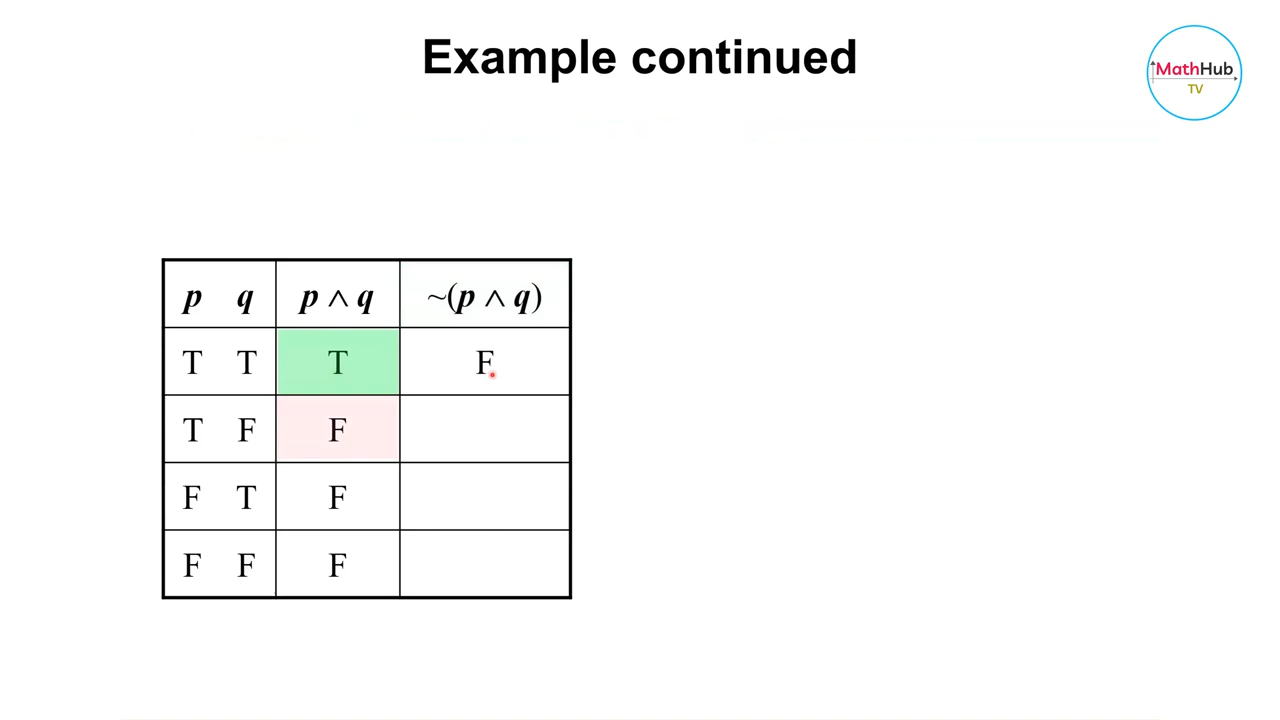 Example continued
MathHub
TV
p q p ∧ q ~(p ∧ q)
T T T F
T F F
F T F
F F F